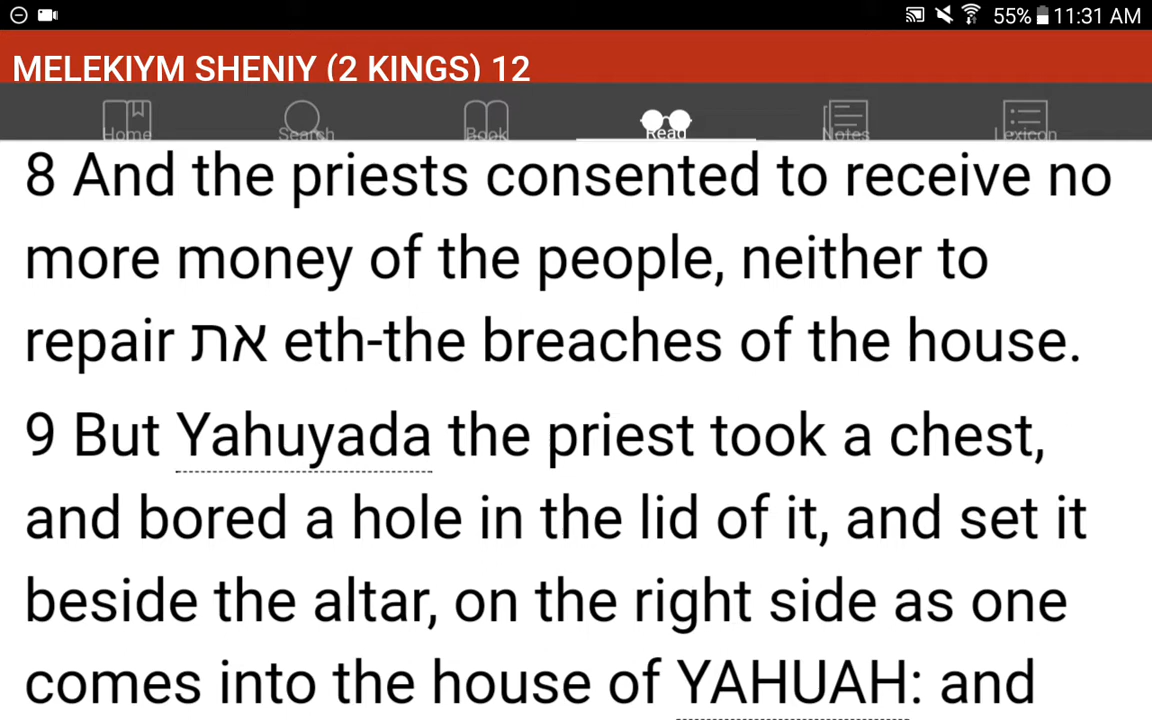 55% 11:31 AM
MELEKIYM SHENIY (2 KINGS) 12
Home Search Book Read Notes Lexicon
8 And the priests consented to receive no
more money of the people, neither to
repair את eth-the breaches of the house.
9 But Yahuyada the priest took a chest,
and bored a hole in the lid of it, and set it
beside the altar, on the right side as one
comes into the house of YAHUAH: and